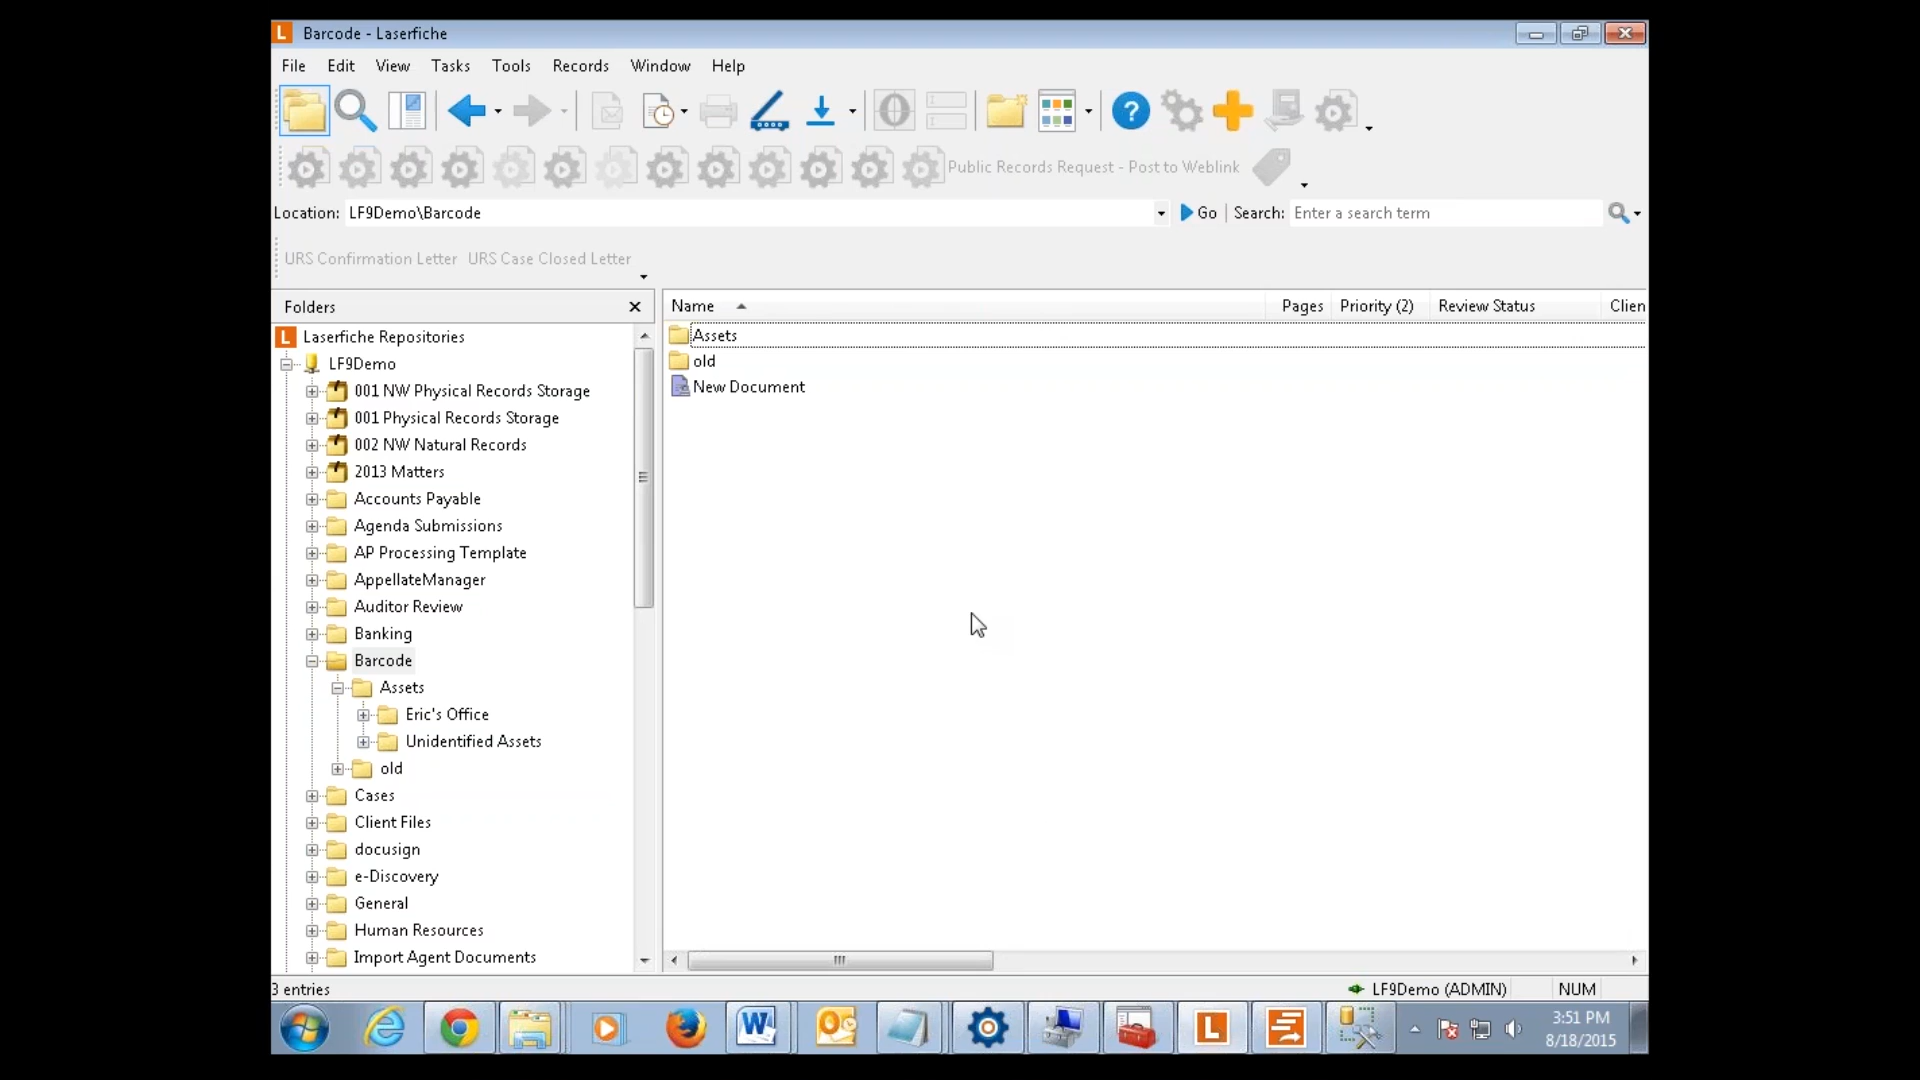 Barcode - Laserfiche
File Edit View Tasks Tools Records Window Help
Public Records Request - Post to Weblink
Location: LF9Demo\Barcode Go Search: Enter a search term
URS Confirmation Letter URS Case Closed Letter
Folders
Laserfiche Repositories
LF9Demo
001 NW Physical Records Storage
001 Physical Records Storage
002 NW Natural Records
2013 Matters
Accounts Payable
Agenda Submissions
AP Processing Template
AppellateManager
Auditor Review
Banking
Barcode
Assets
Eric's Office
Unidentified Assets
old
Cases
Client Files
docusign
e-Discovery
General
Human Resources
Import Agent Documents
Name Pages Priority (2) Review Status Clien
Assets
old
New Document
3 entries LF9Demo (ADMIN) NUM
3:51 PM
8/18/2015